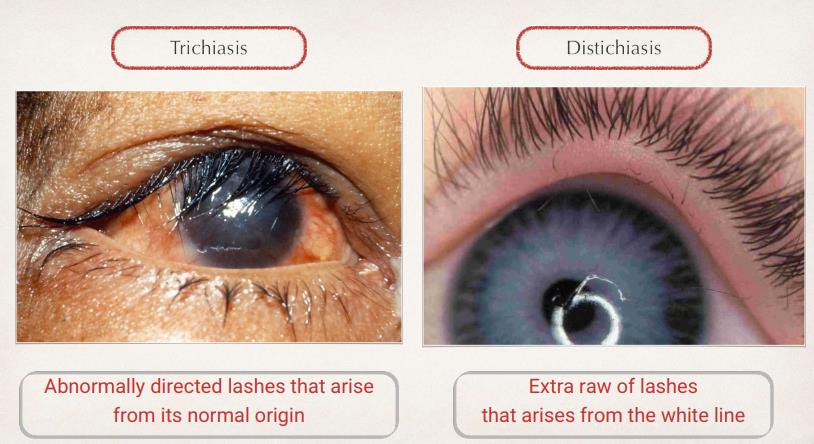 Trichiasis
Distichiasis
Abnormally directed lashes that arise
from its normal origin
Extra raw of lashes
that arises from the white line